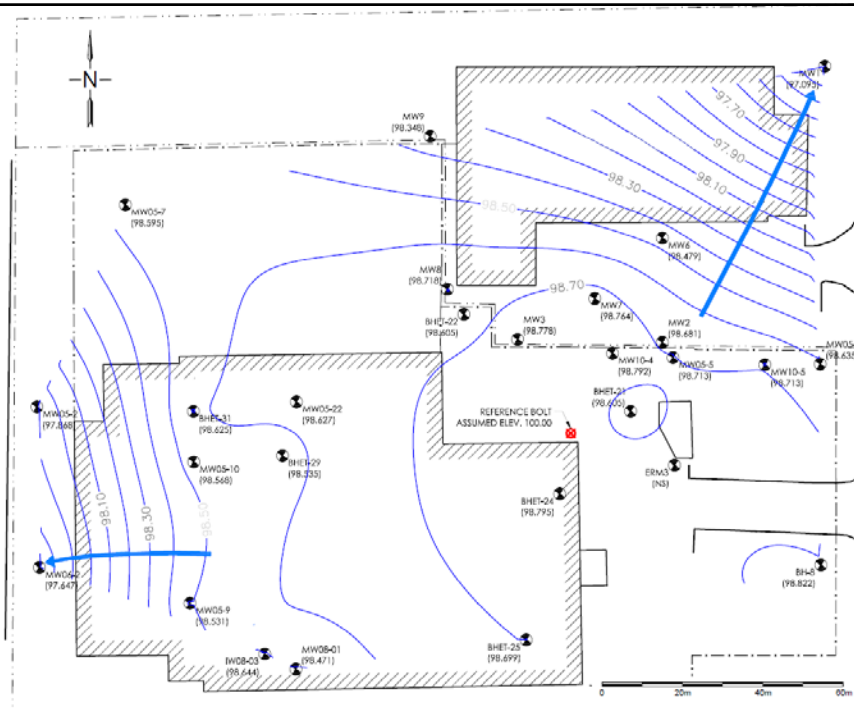 MW1
(97.095)
N
97.70
MW9
(98.348)
97.90
98.10
98.30
98.50
MW05-7
(98.595)
MW6
(98.479)
MW8
(98.718)
98.70
MW7
(98.764)
BHET-22
(98.605)
MW3
(98.778)
MW2
(98.681)
MW10-4
(98.792)
MW05-5
(98.713)
MW10-5
(98.713)
MW05-
(98.635
MW05-2
(97.868)
BHET-31
(98.625)
MW05-22
(98.627)
BHET-21
(98.605)
REFERENCE BOLT
ASSUMED ELEV. 100.00
MW05-10
(98.568)
BHET-29
(98.535)
ERM3
(NS)
98.10
98.30
98.50
BHET-24
(98.795)
(97.647)
BH-8
(98.822)
MW05-9
(98.531)
IW08-03
(98.644)
MW08-01
(98.471)
BHET-25
(98.699)
0
20m
40m
60m